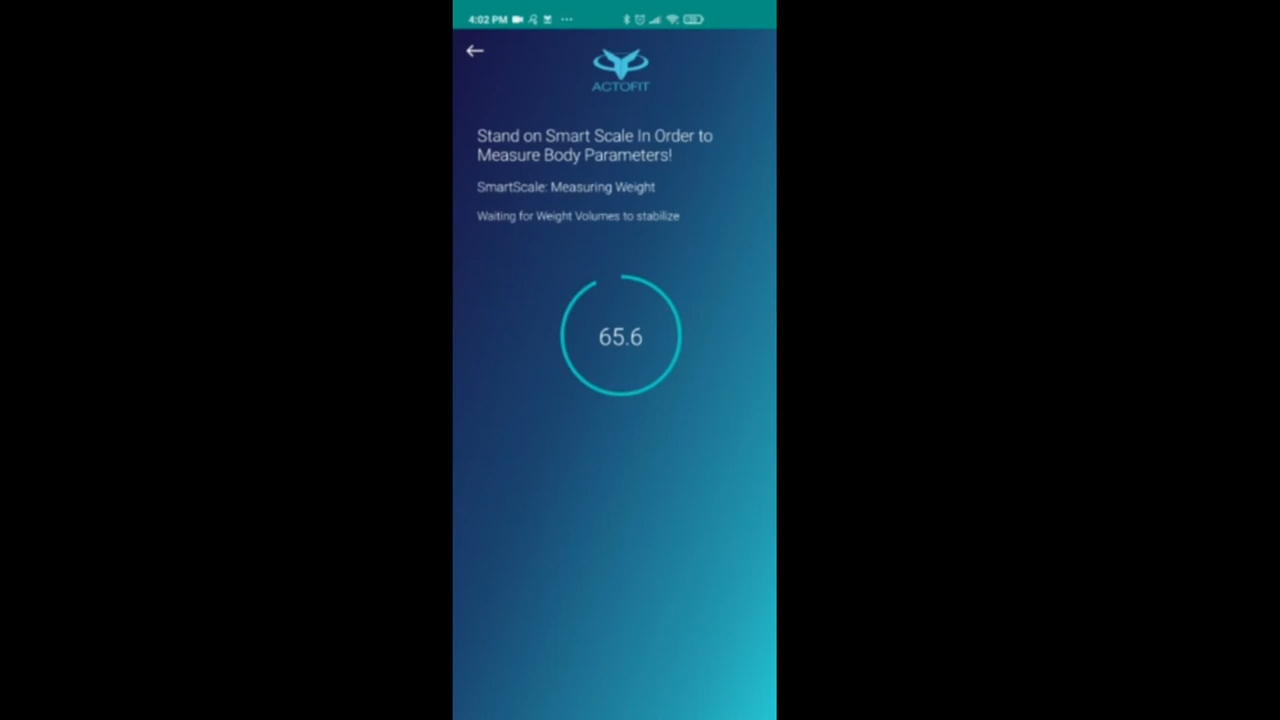 4:02 PM
ACTOFIT
Stand on Smart Scale In Order to
Measure Body Parameters!
SmartScale: Measuring Weight
Waiting for Weight Volumes to stabilize
65.6